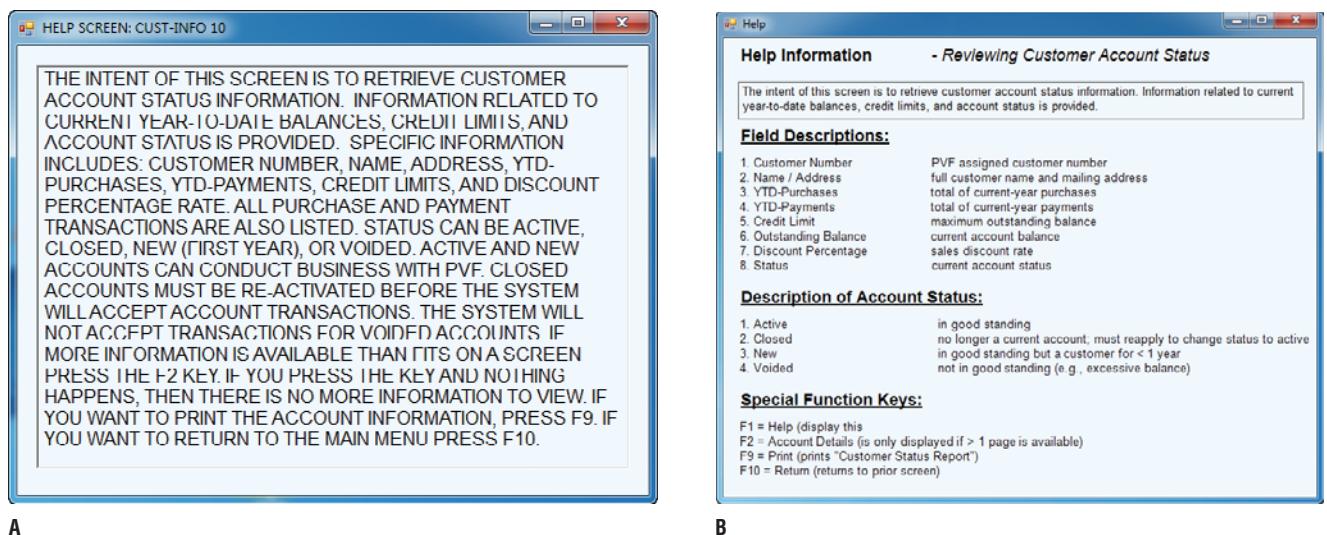 HELP SCREEN: CUST-INFO 10
THE INTENT OF THIS SCREEN IS TO RETRIEVE CUSTOMER
ACCOUNT STATUS INFORMATION. INFORMATION RELATED TO
CURRENT YEAR-TO-DATE BALANCES, CREDIT LIMITS, AND
ACCOUNT STATUS IS PROVIDED. SPECIFIC INFORMATION
INCLUDES: CUSTOMER NUMBER, NAME, ADDRESS, YTD-
PURCHASES, YTD-PAYMENTS, CREDIT LIMITS, AND DISCOUNT
PERCENTAGE RATE. ALL PURCHASE AND PAYMENT
TRANSACTIONS ARE ALSO LISTED. STATUS CAN BE ACTIVE,
CLOSED, NEW (FIRST YEAR), OR VOIDED. ACTIVE AND NEW
ACCOUNTS CAN CONDUCT BUSINESS WITH PVF. CLOSED
ACCOUNTS MUST BE RE-ACTIVATED BEFORE THE SYSTEM
WILL ACCEPT ACCOUNT TRANSACTIONS. THE SYSTEM WILL
NOT ACCEPT TRANSACTIONS FOR VOIDED ACCOUNTS. IF
MORE INFORMATION IS AVAILABLE THAN FITS ON A SCREEN
PRESS THE F2 KEY. IF YOU PRESS THE KEY AND NOTHING
HAPPENS, THEN THERE IS NO MORE INFORMATION TO VIEW. IF
YOU WANT TO PRINT THE ACCOUNT INFORMATION, PRESS F9. IF
YOU WANT TO RETURN TO THE MAIN MENU PRESS F10.
A
Help
Help Information - Reviewing Customer Account Status
The intent of this screen is to retrieve customer account status information. Information related to current
year-to-date balances, credit limits, and account status is provided.
Field Descriptions:
1. Customer Number PVF assigned customer number
2. Name / Address full customer name and mailing address
3. YTD-Purchases total of current-year purchases
4. YTD-Payments total of current-year payments
5. Credit Limit maximum outstanding balance
6. Outstanding Balance current account balance
7. Discount Percentage sales discount rate
8. Status current account status
Description of Account Status:
1. Active in good standing
2. Closed no longer a current account; must reapply to change status to active
3. New in good standing but a customer for < 1 year
4. Voided not in good standing (e.g., excessive balance)
Special Function Keys:
F1 = Help (display this
F2 = Account Details (is only displayed if > 1 page is available)
F9 = Print (prints "Customer Status Report")
F10 = Return (returns to prior screen)
B